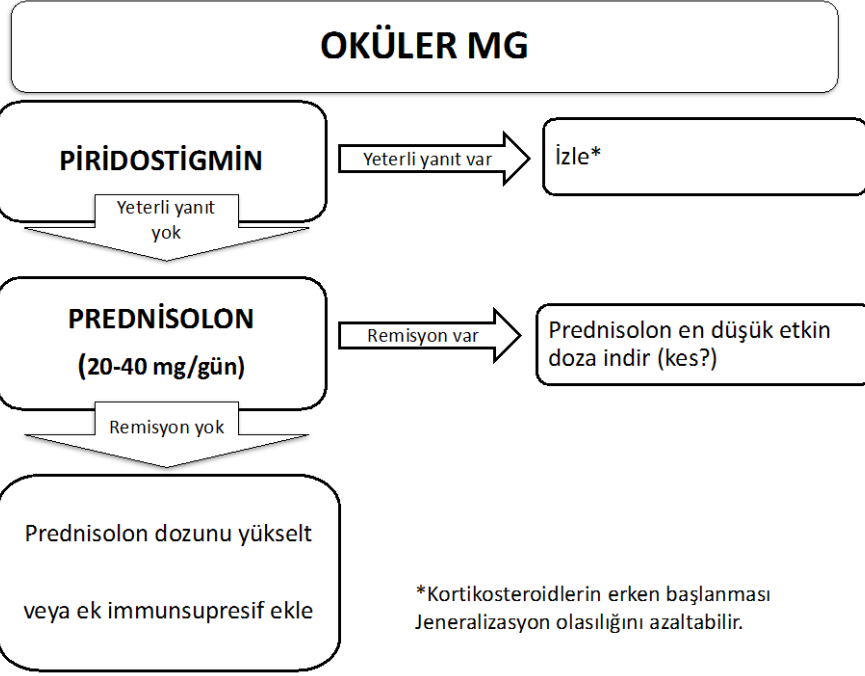 OKÜLER MG
PİRİDOSTİGMİN
Yeterli yanıt var
İzle*
Yeterli yanıt
yok
PREDNİSOLON
(20-40 mg/gün)
Remisyon var
Prednisolon en düşük etkin
doza indir (kes?)
Remisyon yok
Prednisolon dozunu yükselt
veya ek immunsupresif ekle
*Kortikosteroidlerin erken başlanması
Jeneralizasyon olasılığını azaltabilir.